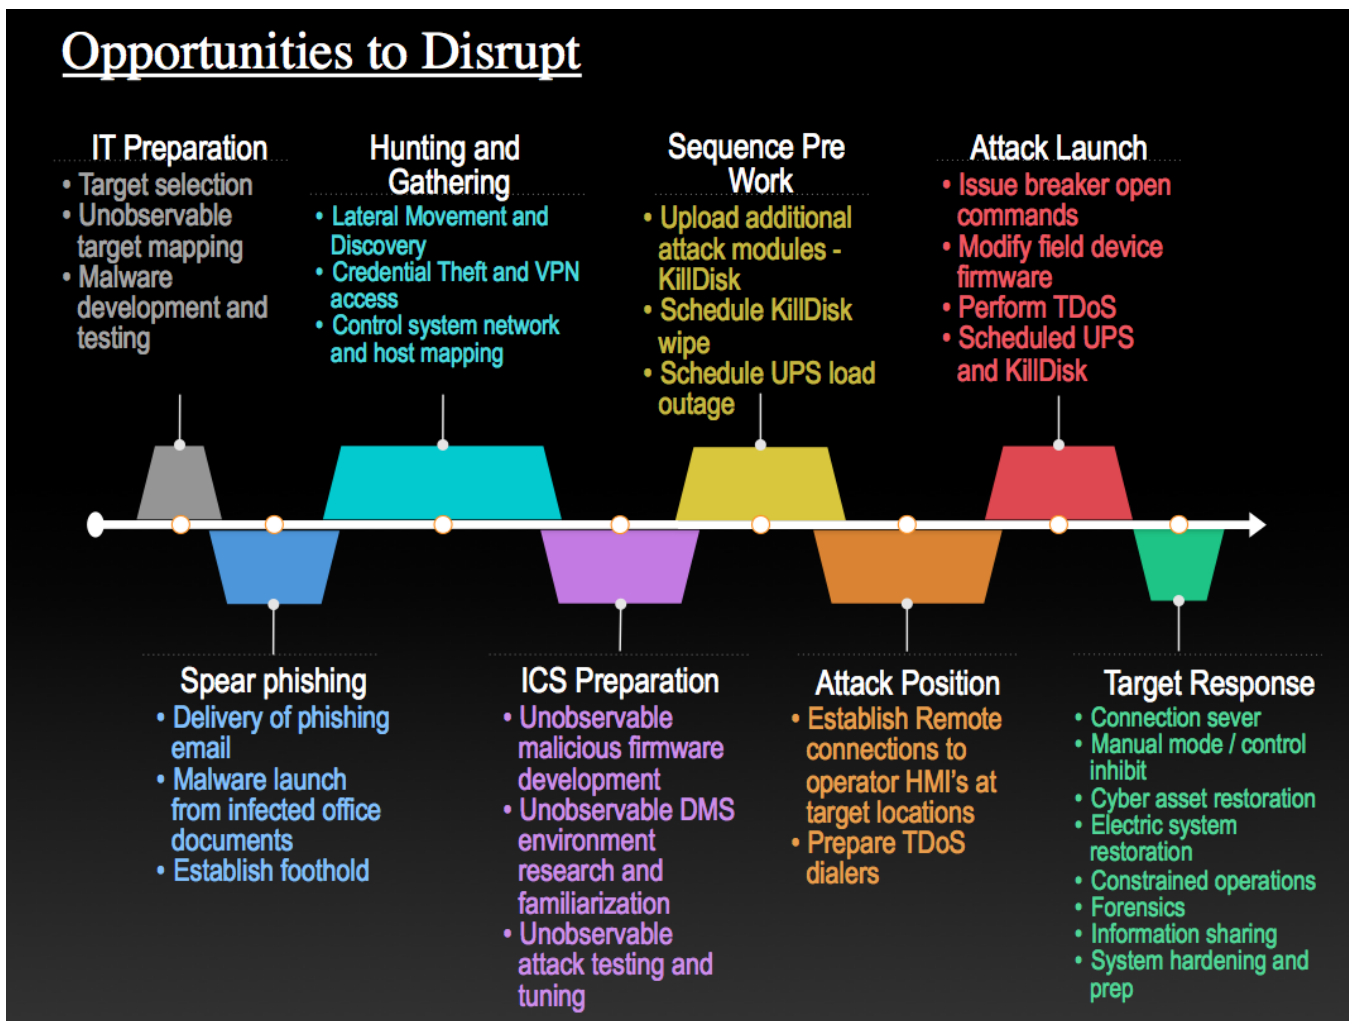 Opportunities to Disrupt
IT Preparation
• Target selection
• Unobservable
target mapping
• Malware
development and
testing
Hunting and
Gathering
• Lateral Movement and
Discovery
• Credential Theft and VPN
access
• Control system network
and host mapping
Sequence Pre
Work
• Upload additional
attack modules -
KillDisk
• Schedule KillDisk
wipe
• Schedule UPS load
outage
Attack Launch
• Issue breaker open
commands
• Modify field device
firmware
• Perform TDoS
• Scheduled UPS
and KillDisk
Spear phishing
• Delivery of phishing
email
• Malware launch
from infected office
documents
• Establish foothold
ICS Preparation
• Unobservable
malicious firmware
development
• Unobservable DMS
environment
research and
familiarization
• Unobservable
attack testing and
tuning
Attack Position
• Establish Remote
connections to
operator HMI's at
target locations
• Prepare TDoS
dialers
Target Response
• Connection sever
• Manual mode / control
inhibit
• Cyber asset restoration
• Electric system
restoration
• Constrained operations
• Forensics
• Information sharing
• System hardening and
prep